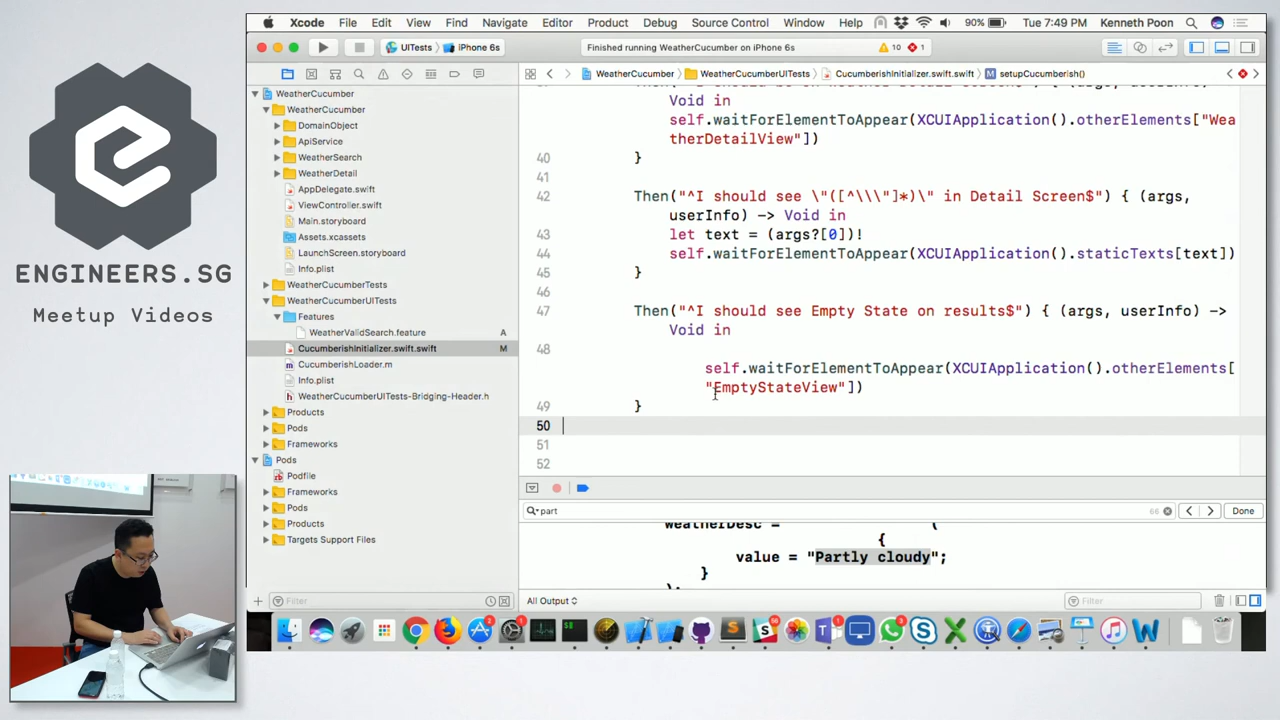 Xcode File Edit View Find Navigate Editor Product Debug Source Control Window Help 90% Tue 7:49 PM Kenneth Poon
UITests iPhone 6s Finished running WeatherCucumber on iPhone 6s 10 1
WeatherCucumber WeatherCucumberUITests CucumberishInitializer.swift.swift setupCucumberish()
WeatherCucumber
WeatherCucumber
DomainObject
ApiService
WeatherSearch
WeatherDetail
AppDelegate.swift
ViewController.swift
Main.storyboard
Assets.xcassets
LaunchScreen.storyboard
Info.plist
WeatherCucumberTests
WeatherCucumberUITests
Features
WeatherValidSearch.feature A
CucumberishInitializer.swift.swift M
CucumberishLoader.m
Info.plist
WeatherCucumberUITests-Bridging-Header.h
Products
Pods
Frameworks
Pods
Podfile
Frameworks
Pods
Products
Targets Support Files
Filter
Void in
self.waitForElementToAppear(XCUIApplication().otherElements["Wea
therDetailView"])
40 }
41
42 Then("^I should see \"([^\\\"]*)\" in Detail Screen$") { (args,
userInfo) -> Void in
43 let text = (args?[0])!
44 self.waitForElementToAppear(XCUIApplication().staticTexts[text])
45 }
46
47 Then("^I should see Empty State on results$") { (args, userInfo) ->
Void in
48
self.waitForElementToAppear(XCUIApplication().otherElements[
"EmptyStateView"])
49 }
50
51
52
part 66 Done
weatherDesc = (
{
value = "Partly cloudy";
}
);
All Output Filter
ENGINEERS.SG
Meetup Videos